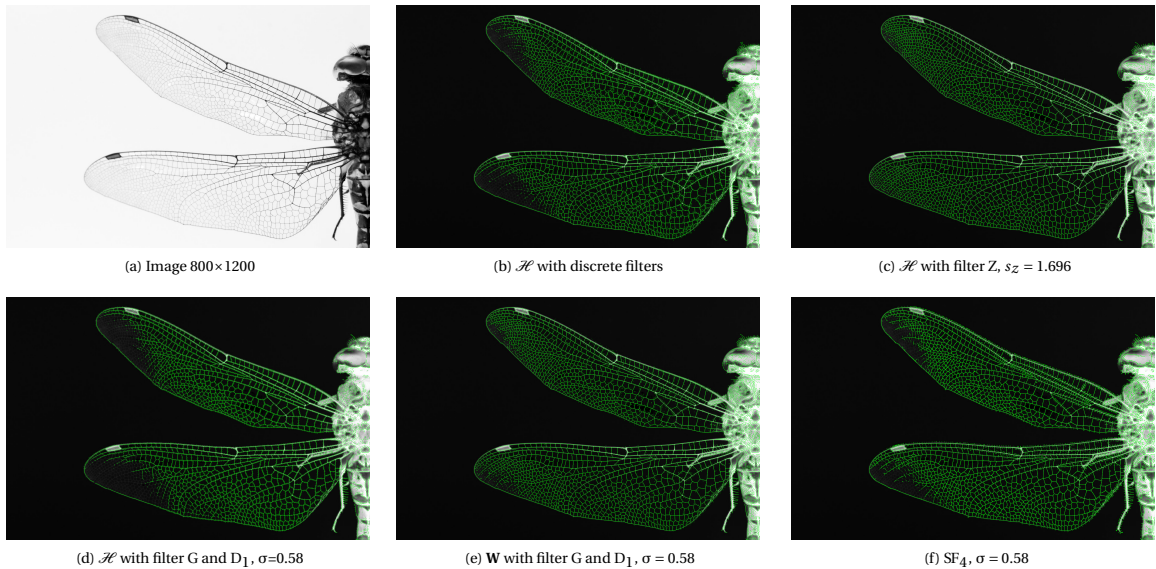 (a) Image 800×1200
(b) ℋ with discrete filters
(c) ℋ with filter Z, s_Z = 1.696
(d) ℋ with filter G and D₁, σ=0.58
(e) W with filter G and D₁, σ = 0.58
(f) SF₄, σ = 0.58